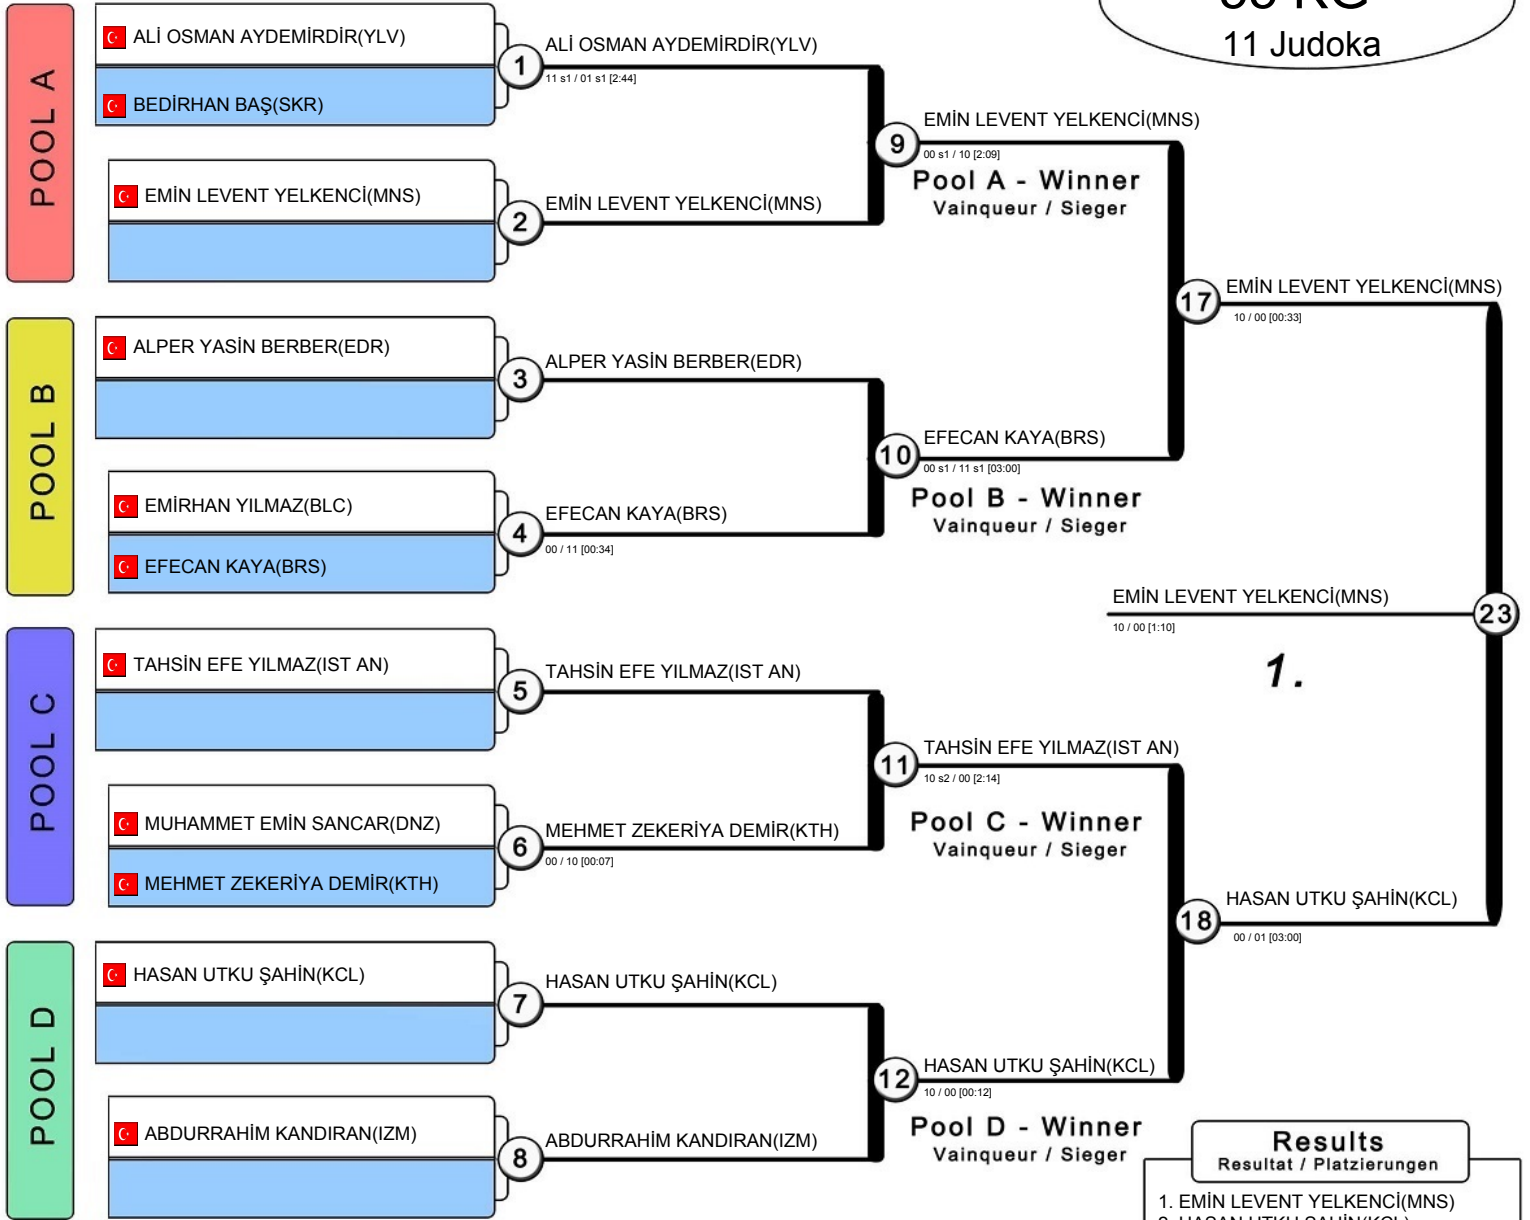 KG
11 Judoka
POOL A
ALİ OSMAN AYDEMİRDİR(YLV)
BEDİRHAN BAŞ(SKR)
1
ALİ OSMAN AYDEMİRDİR(YLV)
11 s1 / 01 s1 [2:44]
EMİN LEVENT YELKENCİ(MNS)
2
EMİN LEVENT YELKENCİ(MNS)
9
EMİN LEVENT YELKENCİ(MNS)
00 s1 / 10 [2:09]
Pool A - Winner
Vainqueur / Sieger
POOL B
ALPER YASİN BERBER(EDR)
3
ALPER YASİN BERBER(EDR)
EMİRHAN YILMAZ(BLC)
EFECAN KAYA(BRS)
4
EFECAN KAYA(BRS)
00 / 11 [00:34]
10
EFECAN KAYA(BRS)
00 s1 / 11 s1 [03:00]
Pool B - Winner
Vainqueur / Sieger
17
EMİN LEVENT YELKENCİ(MNS)
10 / 00 [00:33]
EMİN LEVENT YELKENCİ(MNS)
10 / 00 [1:10]
23
1.
POOL C
TAHSİN EFE YILMAZ(IST AN)
5
TAHSİN EFE YILMAZ(IST AN)
MUHAMMET EMİN SANCAR(DNZ)
MEHMET ZEKERİYA DEMİR(KTH)
6
MEHMET ZEKERİYA DEMİR(KTH)
00 / 10 [00:07]
11
TAHSİN EFE YILMAZ(IST AN)
10 s2 / 00 [2:14]
Pool C - Winner
Vainqueur / Sieger
18
HASAN UTKU ŞAHİN(KCL)
00 / 01 [03:00]
POOL D
HASAN UTKU ŞAHİN(KCL)
7
HASAN UTKU ŞAHİN(KCL)
ABDURRAHİM KANDIRAN(IZM)
8
ABDURRAHİM KANDIRAN(IZM)
12
HASAN UTKU ŞAHİN(KCL)
10 / 00 [00:12]
Pool D - Winner
Vainqueur / Sieger
Results
Resultat / Platzierungen
1. EMİN LEVENT YELKENCİ(MNS)
2. HASAN UTKU ŞAHİN(KCL)